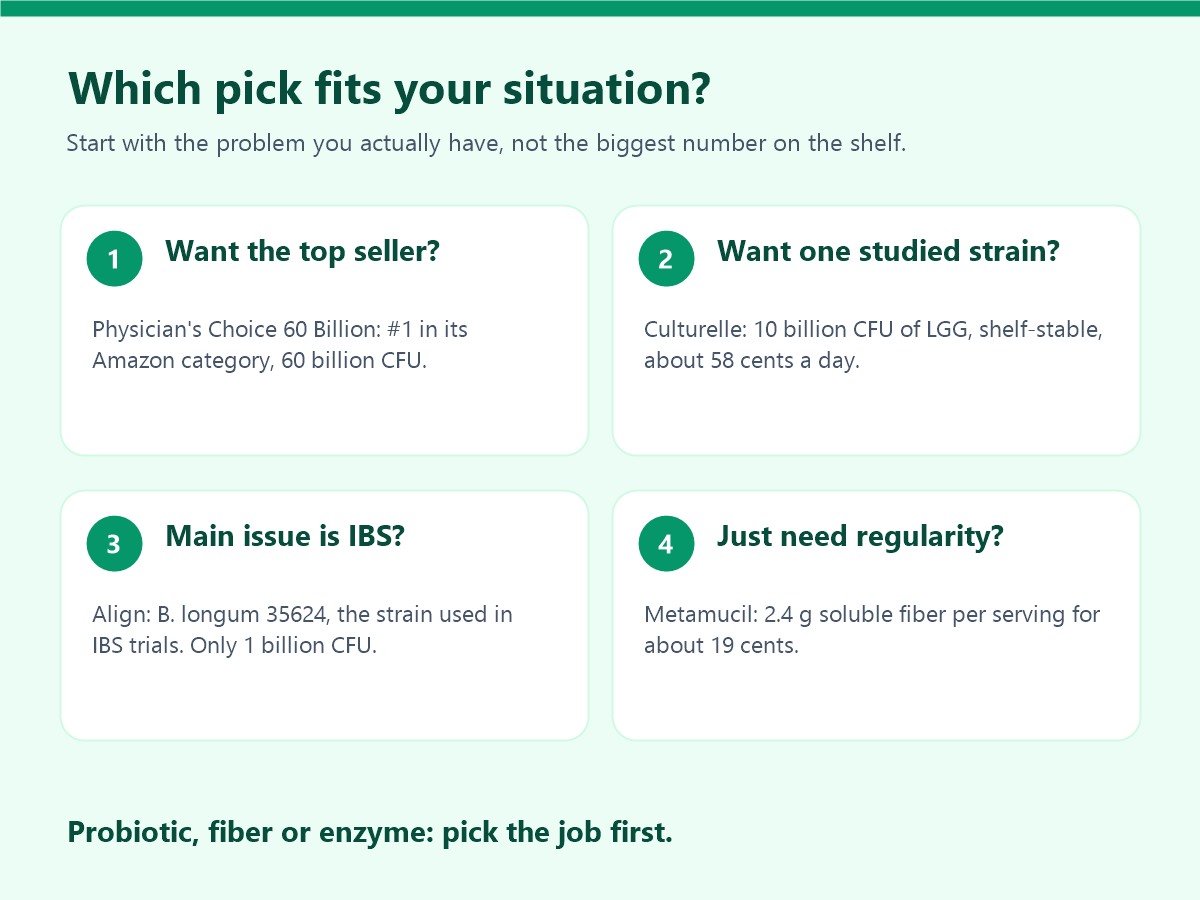 Which pick fits your situation?
Start with the problem you actually have, not the biggest number on the shelf.
1
Want the top seller?
Physician's Choice 60 Billion: #1 in its
Amazon category, 60 billion CFU.
2
Want one studied strain?
Culturelle: 10 billion CFU of LGG, shelf-stable,
about 58 cents a day.
3
Main issue is IBS?
Align: B. longum 35624, the strain used in
IBS trials. Only 1 billion CFU.
4
Just need regularity?
Metamucil: 2.4 g soluble fiber per serving for
about 19 cents.
Probiotic, fiber or enzyme: pick the job first.